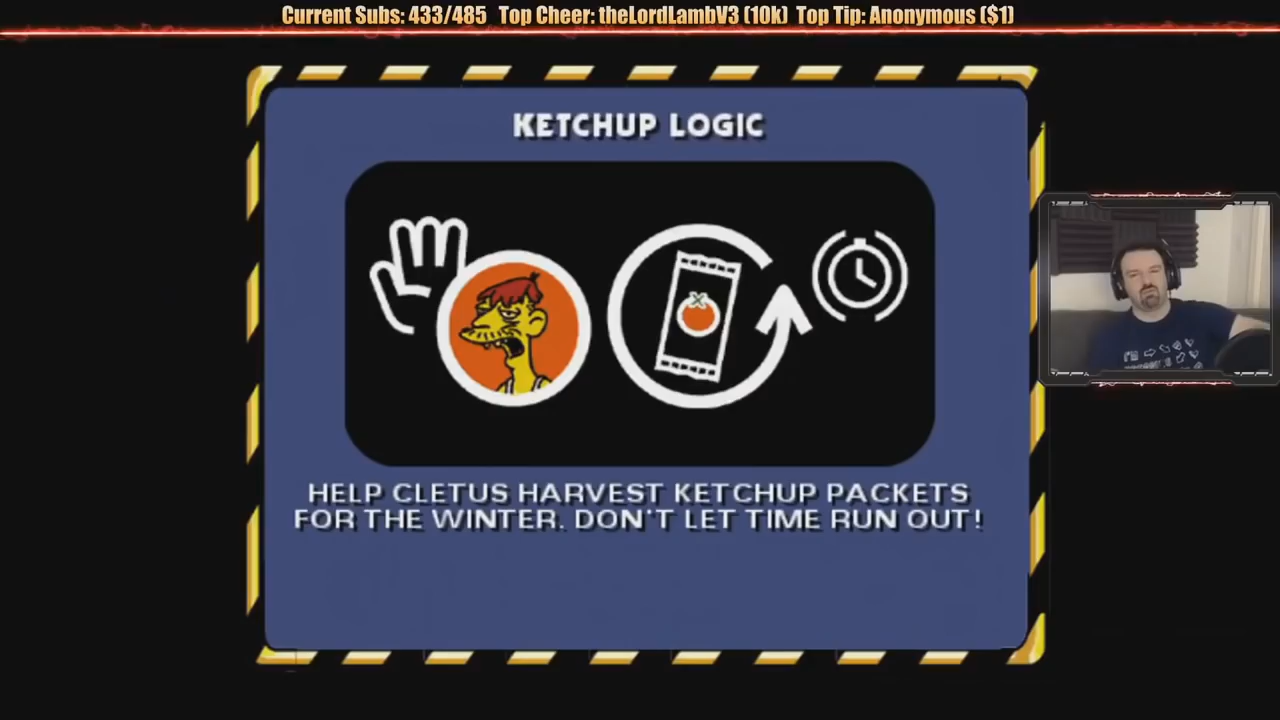 Current Subs: 433/485 Top Cheer: theLordLambV3 (10k) Top Tip: Anonymous ($1)
KETCHUP LOGIC
HELP CLETUS HARVEST KETCHUP PACKETS
FOR THE WINTER. DON'T LET TIME RUN OUT!